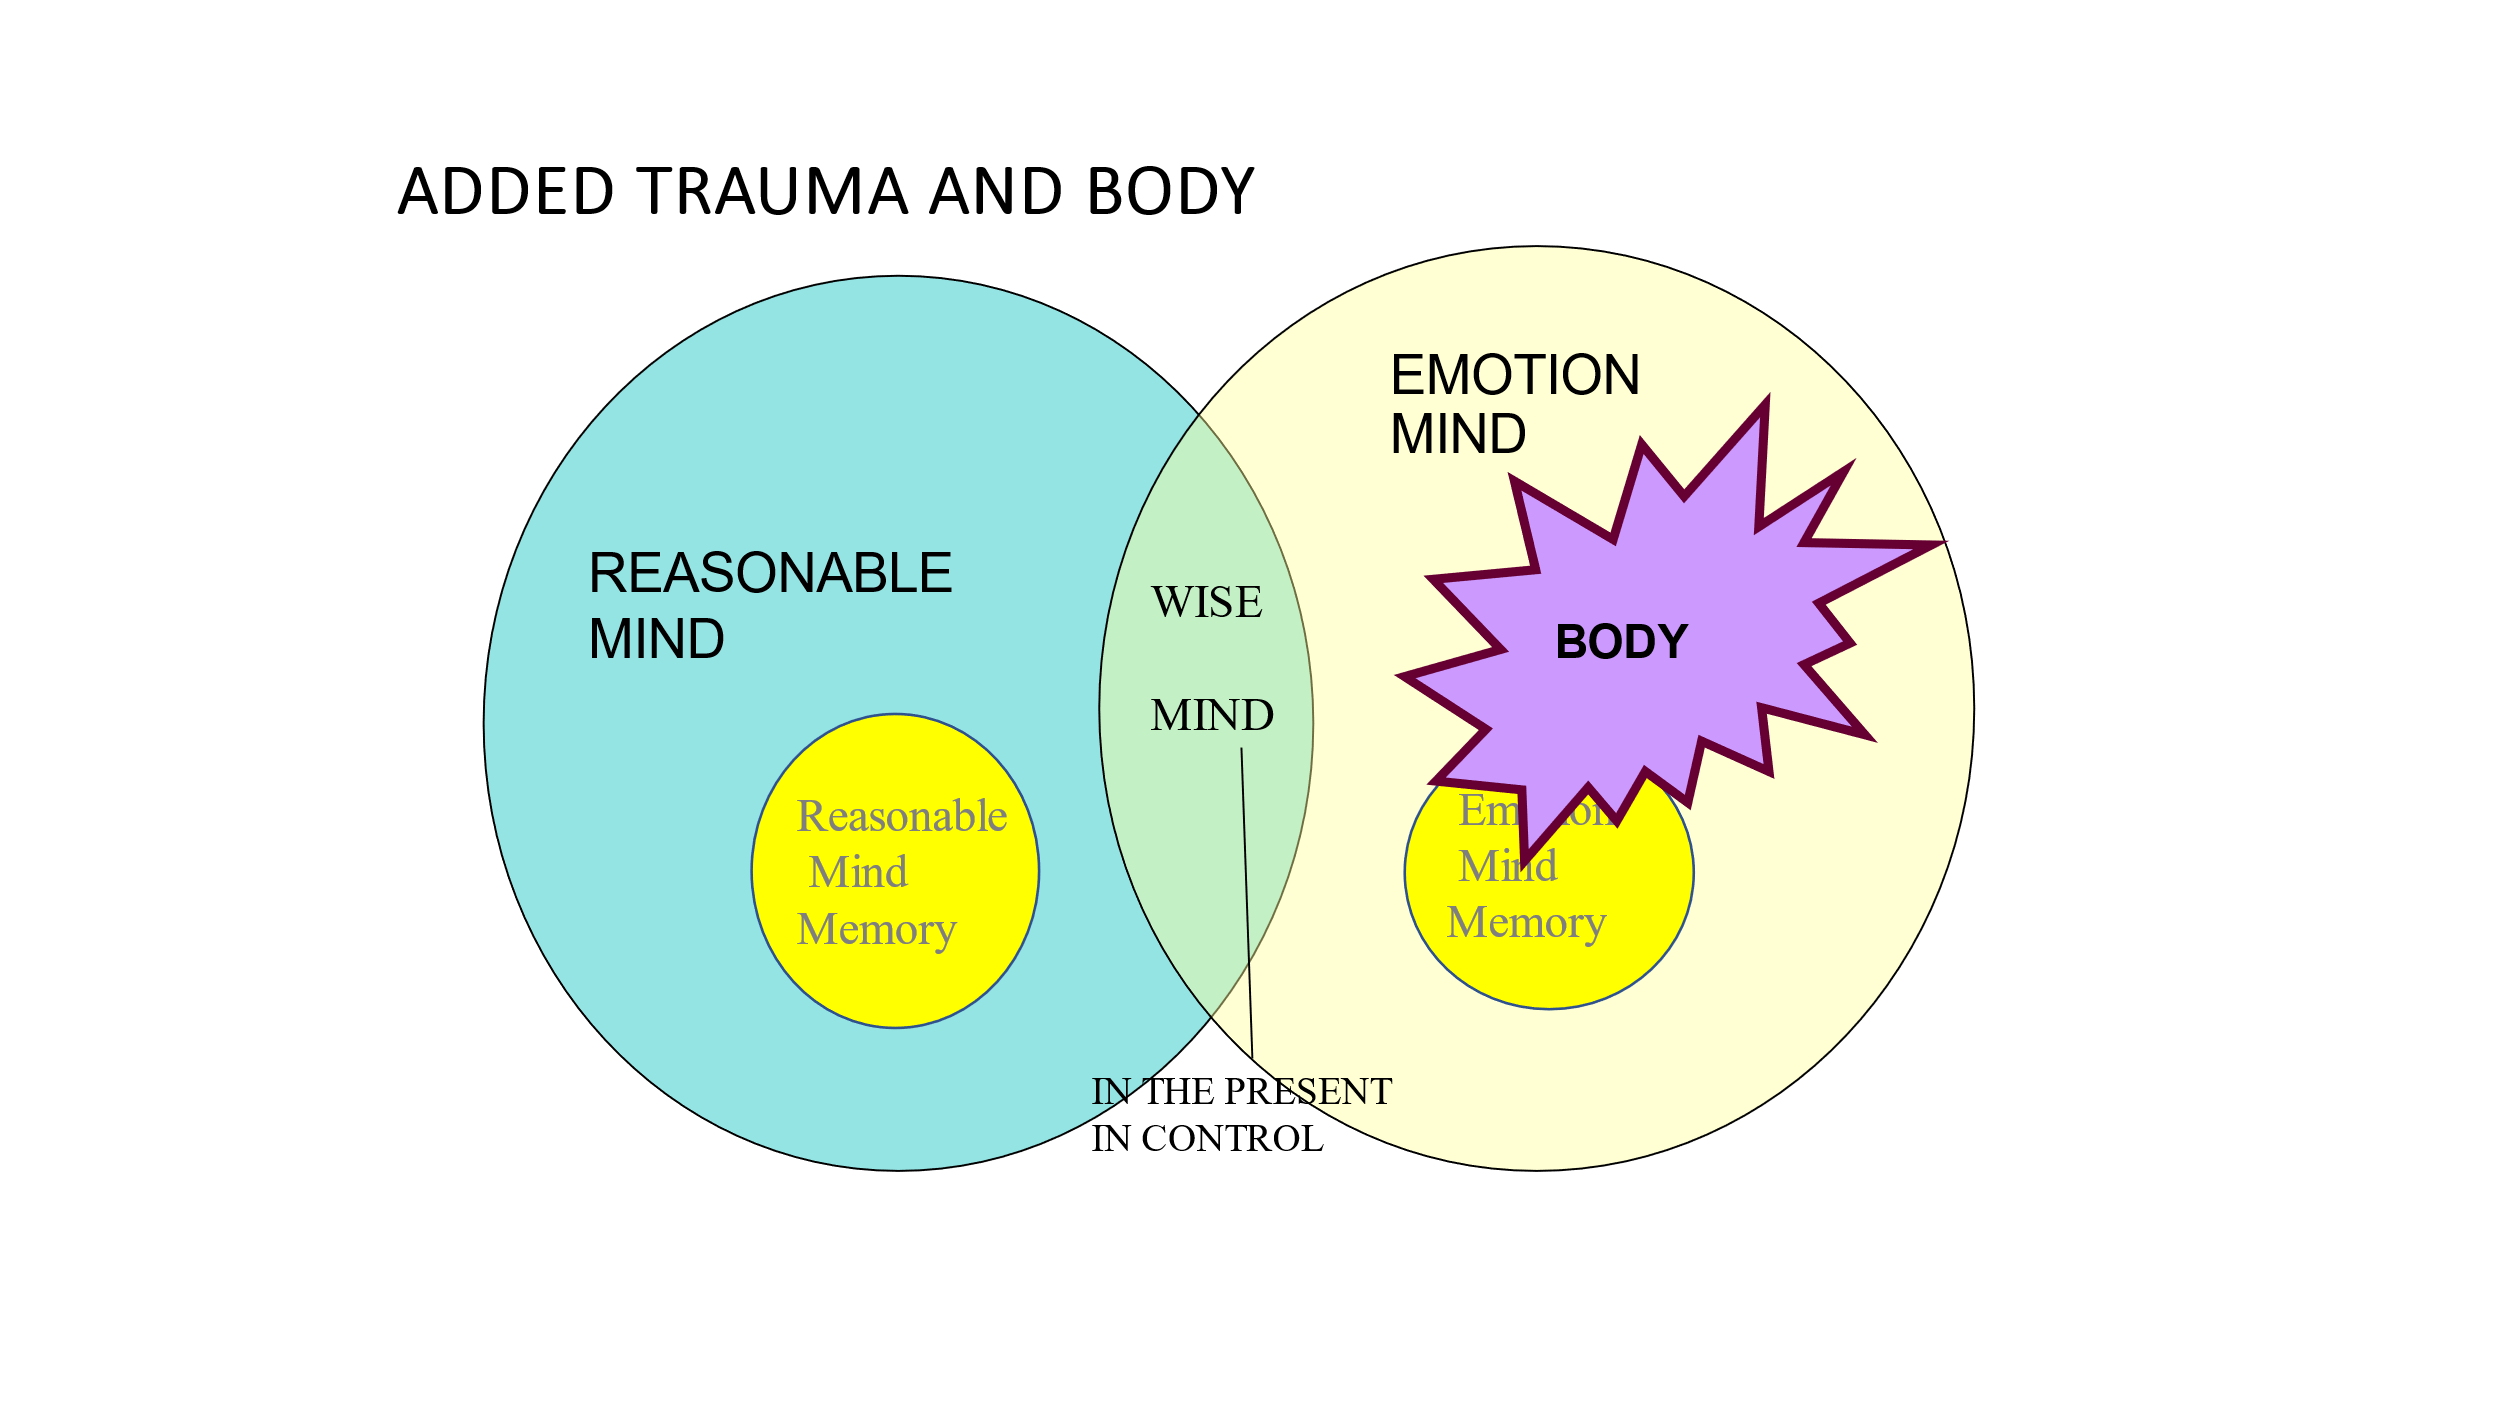 ADDED TRAUMA AND BODY
EMOTION
MIND
REASONABLE
MIND
WISE
MIND
BODY
Reasonable
Mind
Memory
Emotion
Mind
Memory
IN THE PRESENT
IN CONTROL